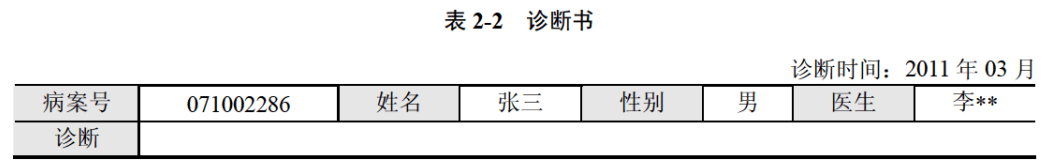 表 2-2 诊断书
诊断时间：2011 年 03 月
病案号 071002286 姓名 张三 性别 男 医生 李**
诊断